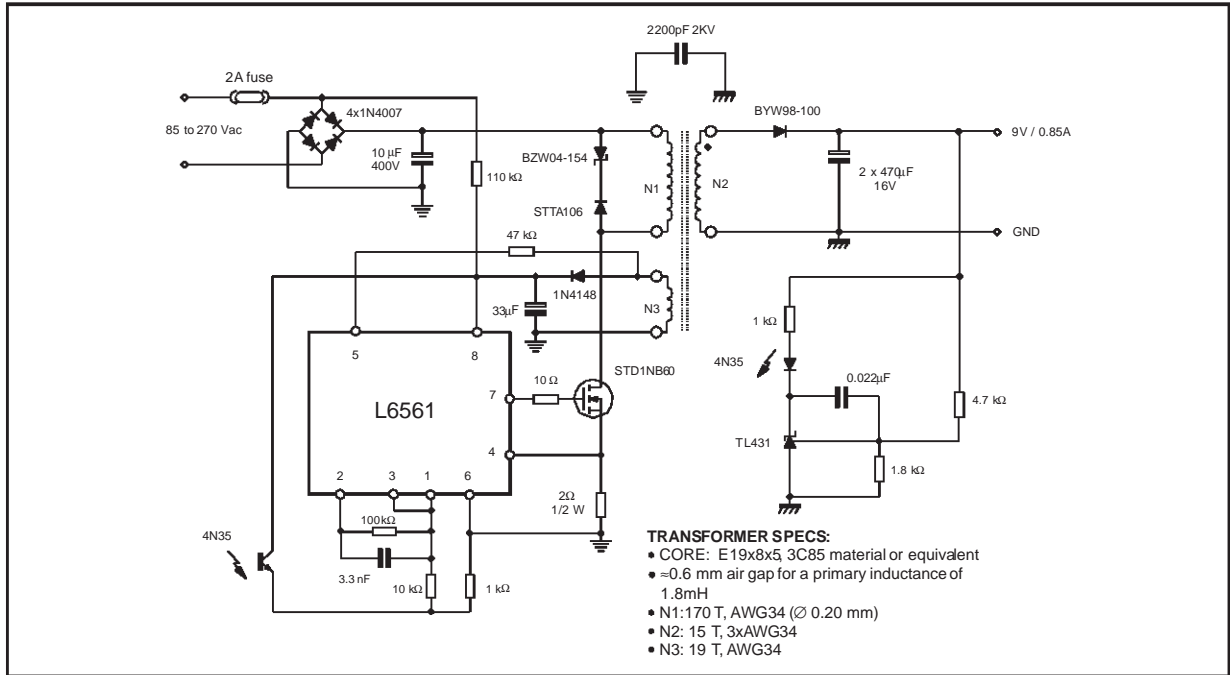 2200pF 2KV
2A fuse
4x1N4007
BYW98-100
85 to 270 Vac
9V / 0.85A
10 µF
400V
BZW04-154
2 x 470µF
16V
110 kΩ
N1
N2
STTA106
47 kΩ
GND
1N4148
33µF
N3
1 kΩ
5
8
STD1NB60
4N35
0.022µF
10 Ω
7
4.7 kΩ
L6561
TL431
4
1.8 kΩ
2
3
1
6
2Ω
1/2 W
100kΩ
4N35
3.3 nF
10 kΩ
1 kΩ
TRANSFORMER SPECS:
• CORE: E19x8x5, 3C85 material or equivalent
• ≈0.6 mm air gap for a primary inductance of
1.8mH
• N1:170 T, AWG34 (∅ 0.20 mm)
• N2: 15 T, 3xAWG34
• N3: 19 T, AWG34